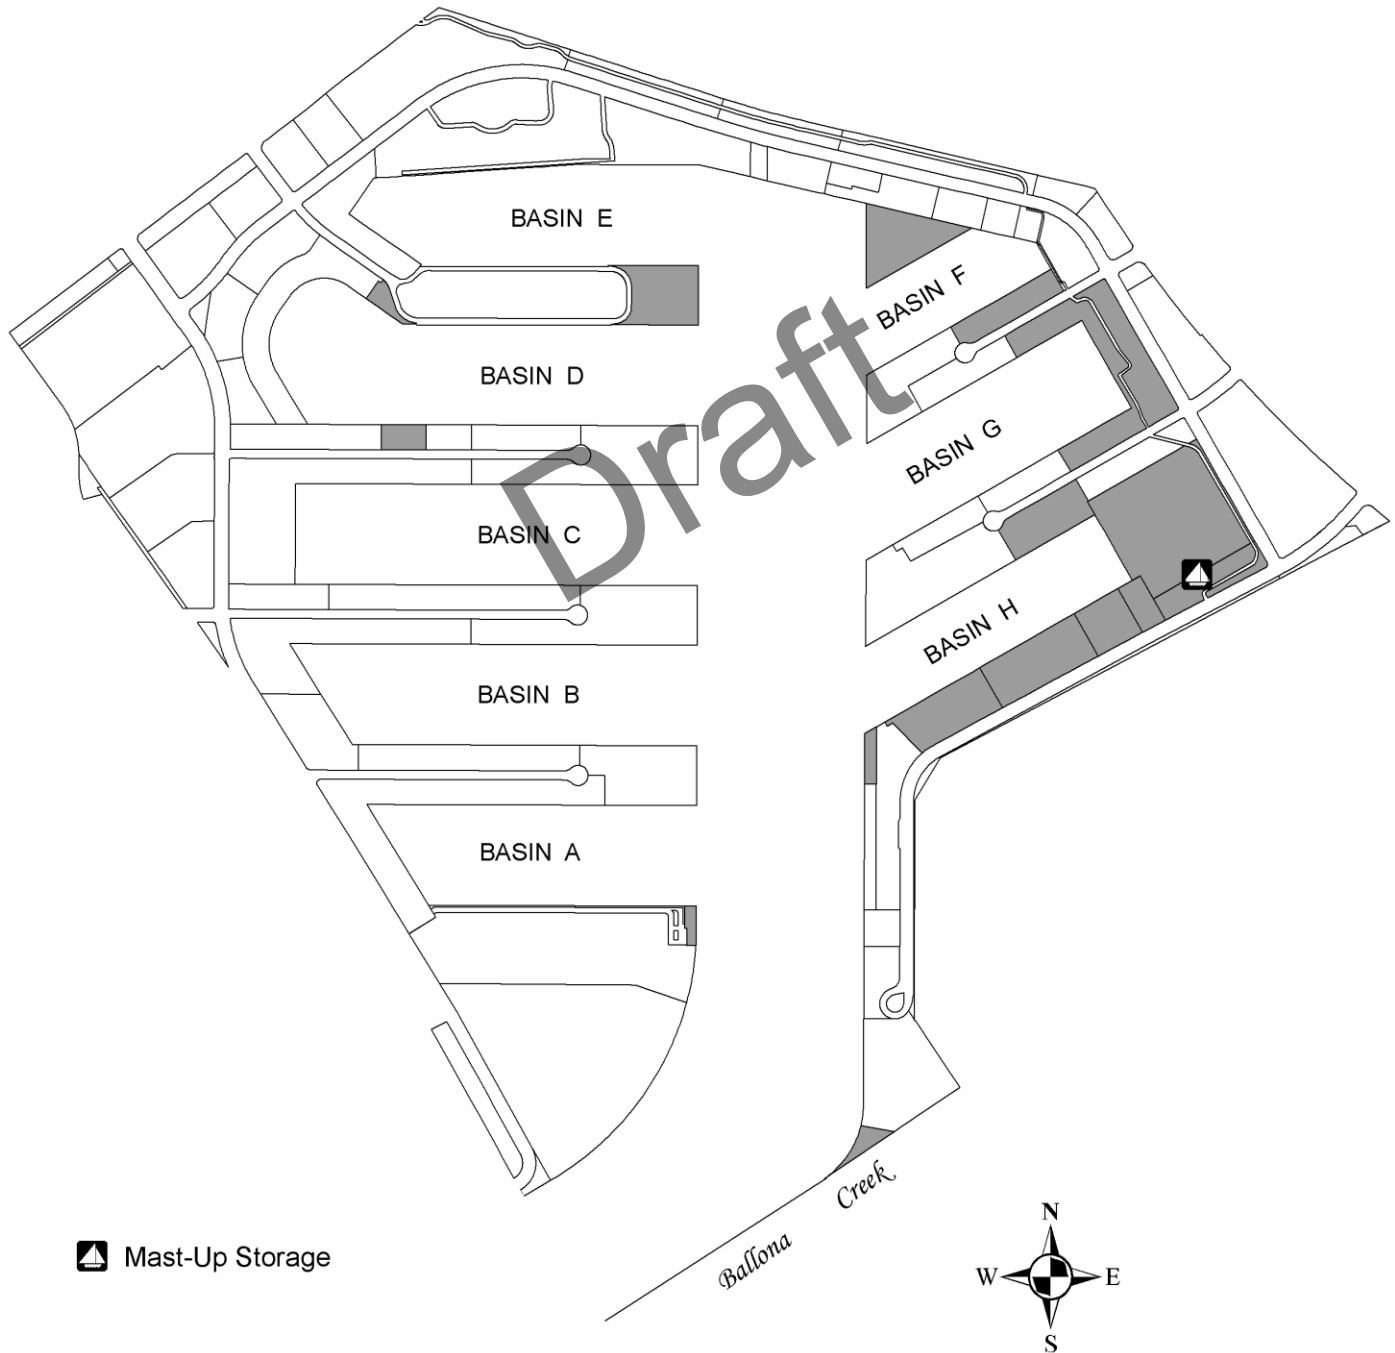 BASIN E
BASIN F
BASIN D
Draft
BASIN G
BASIN C
BASIN H
BASIN B
BASIN A
Ballona Creek
N
W E
S
Mast-Up Storage